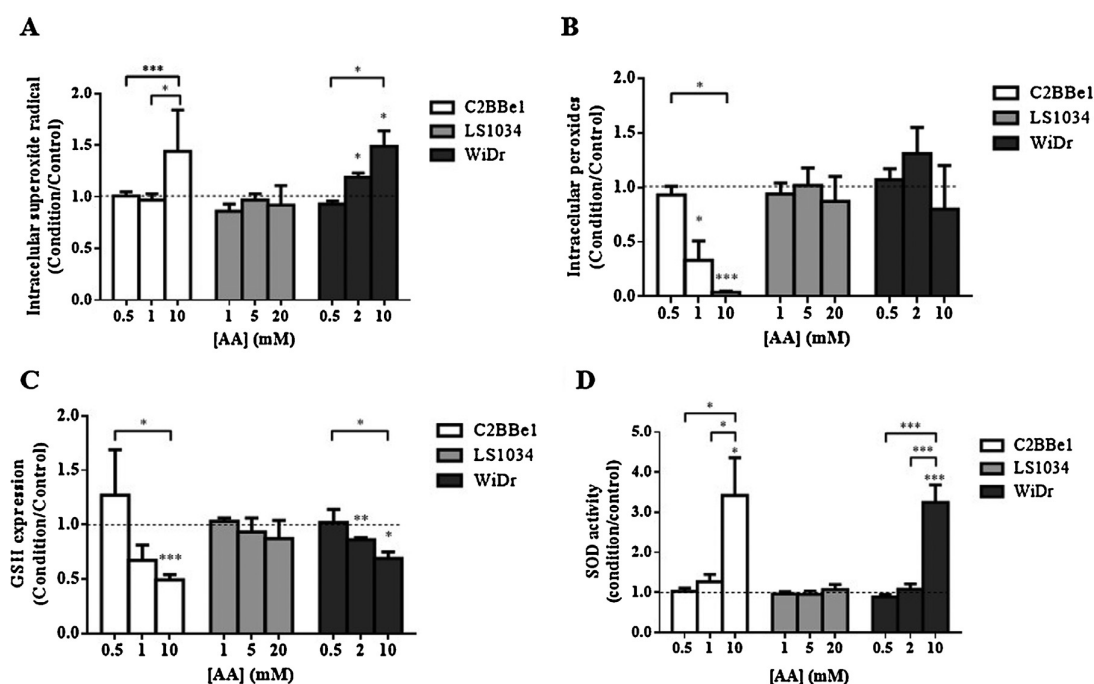 A
Intracelular superoxide radical
(Condition/Control)
2.0
1.5
1.0
0.5
0.0
*** * * * *
C2BBe1
LS1034
WiDr
0.5 1 10 1 5 20 0.5 2 10
[AA] (mM)
B
Intracelular peroxides
(Condition/Control)
2.0
1.5
1.0
0.5
0.0
* * ***
C2BBe1
LS1034
WiDr
0.5 1 10 1 5 20 0.5 2 10
[AA] (mM)
C
GSH expression
(Condition/Control)
2.0
1.5
1.0
0.5
0.0
* *** * ** *
C2BBe1
LS1034
WiDr
0.5 1 10 1 5 20 0.5 2 10
[AA] (mM)
D
SOD activity
(condition/control)
5.0
4.0
3.0
2.0
1.0
0.0
* * * *** *** ***
C2BBe1
LS1034
WiDr
0.5 1 10 1 5 20 0.5 2 10
[AA] (mM)